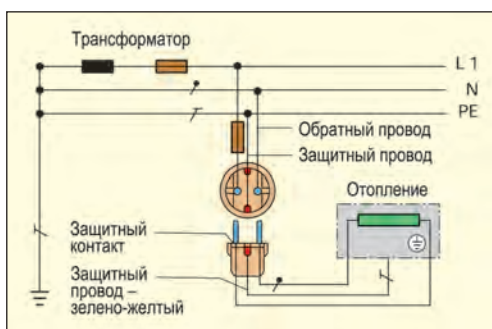 Трансформатор
L 1
N
PE
Обратный провод
Защитный провод
Отопление
Защитный
контакт
Защитный
провод –
зелено-желтый